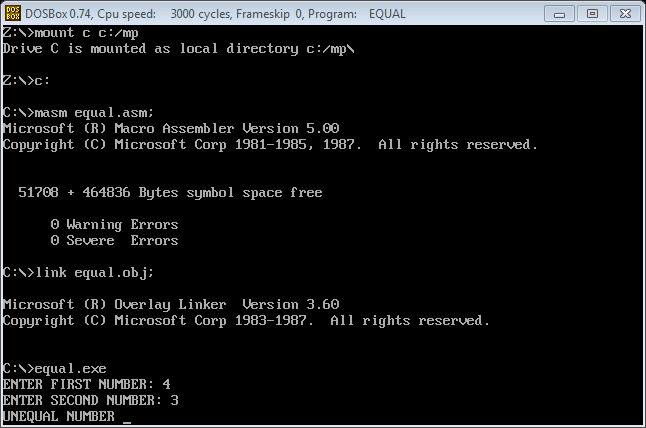 DOSBox 0.74, Cpu speed: 3000 cycles, Frameskip 0, Program: EQUAL
Z:\>mount c c:/mp
Drive C is mounted as local directory c:/mp\
Z:\>c:
C:\>masm equal.asm;
Microsoft (R) Macro Assembler Version 5.00
Copyright (C) Microsoft Corp 1981-1985, 1987.  All rights reserved.
51708 + 464836 Bytes symbol space free
0 Warning Errors
0 Severe  Errors
C:\>link equal.obj;
Microsoft (R) Overlay Linker  Version 3.60
Copyright (C) Microsoft Corp 1983-1987.  All rights reserved.
C:\>equal.exe
ENTER FIRST NUMBER: 4
ENTER SECOND NUMBER: 3
UNEQUAL NUMBER _